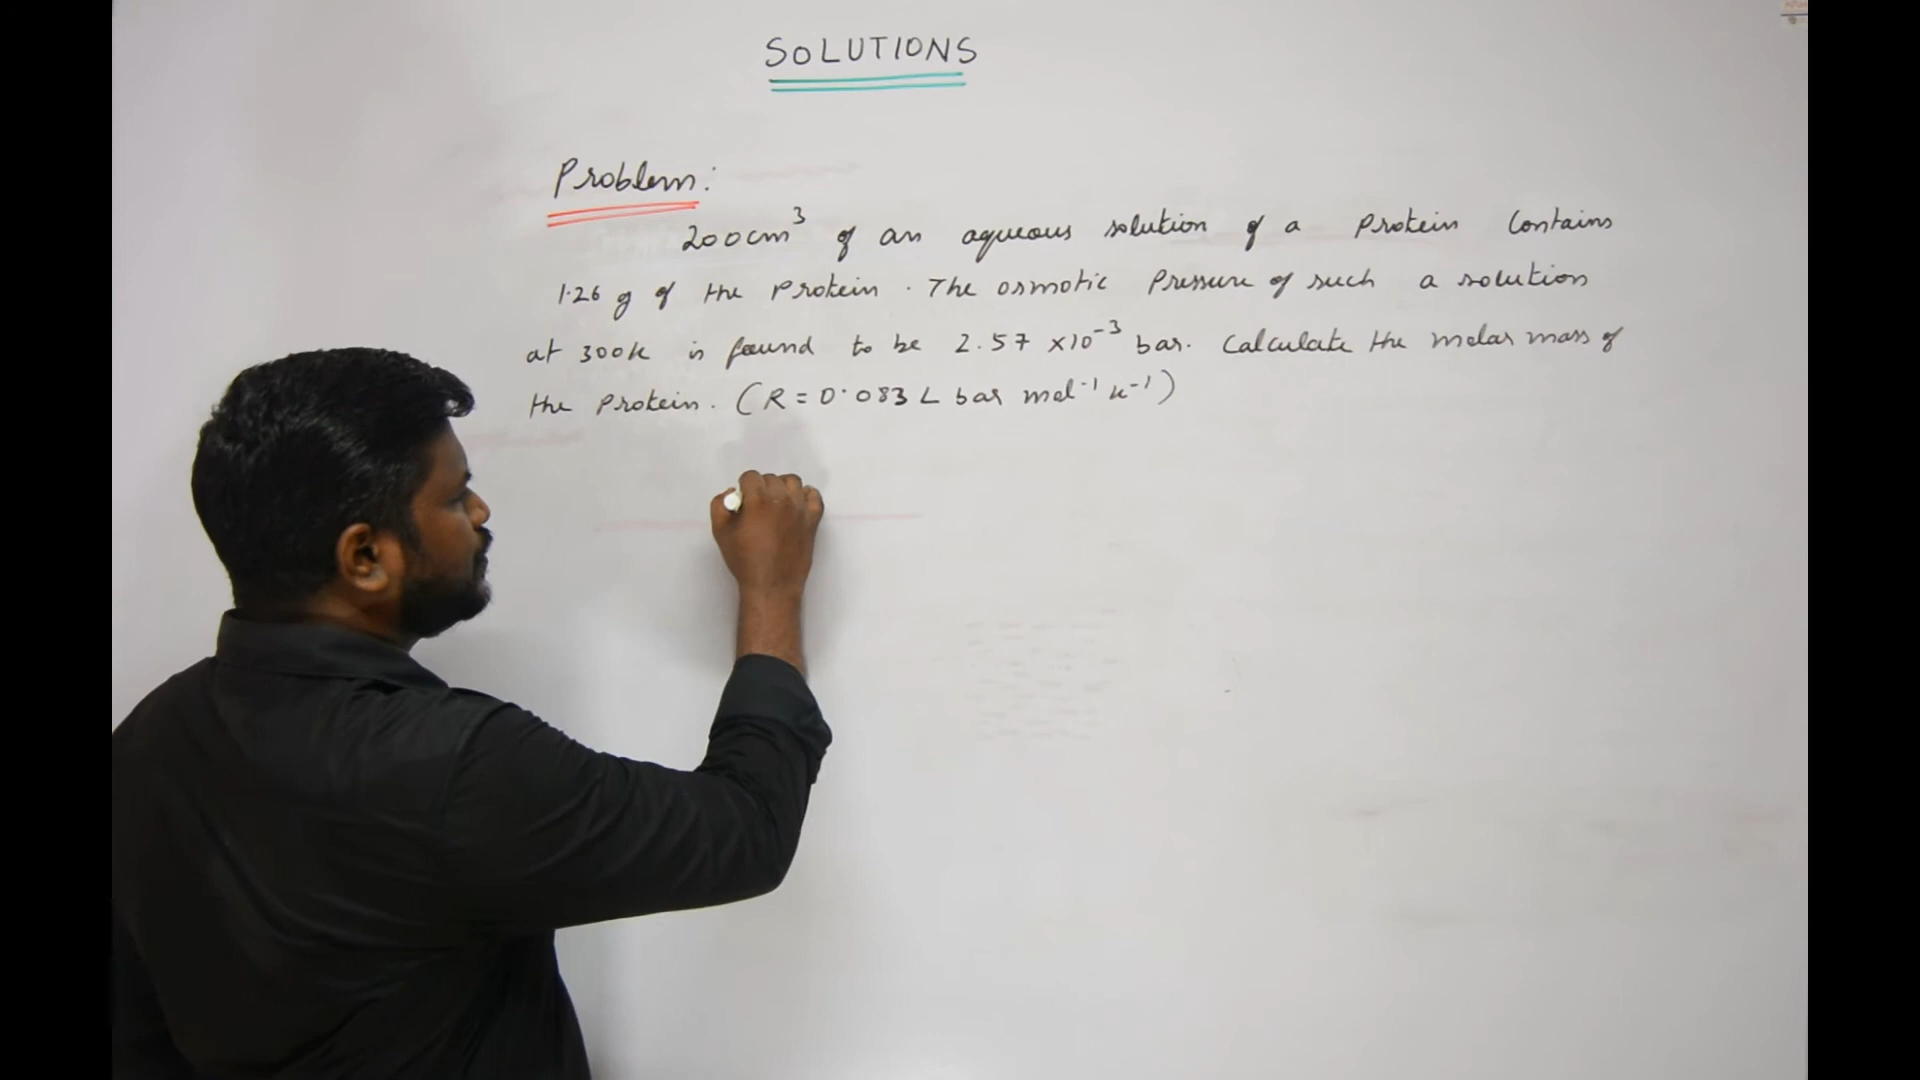 SOLUTIONS
Problem:
200cm³ of an aqueous solution of a Protein Contains
1.26 g of the Protein. The osmotic Pressure of such a solution
at 300K is found to be 2.57 ×10⁻³ bar. Calculate the molar mass of
the Protein. (R = 0.083 L bar mol⁻¹ K⁻¹)